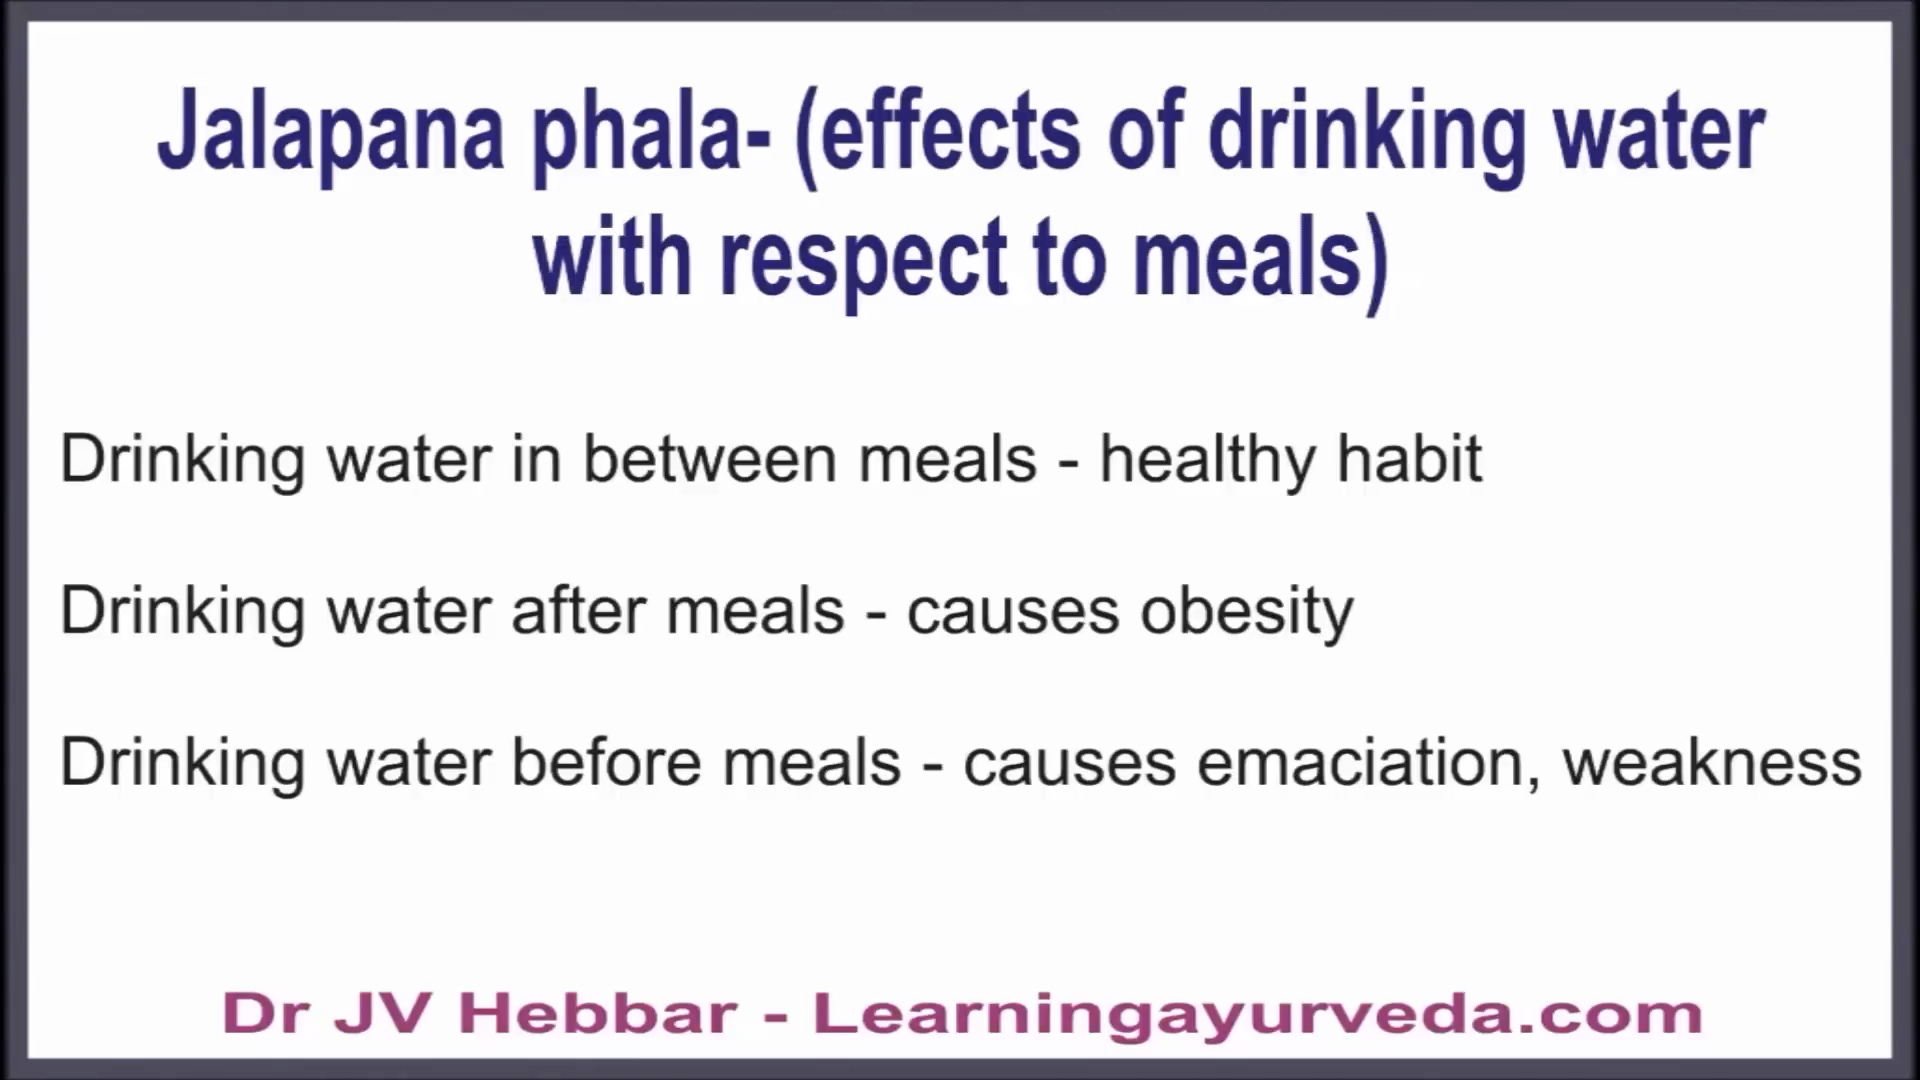 Jalapana phala- (effects of drinking water
with respect to meals)
Drinking water in between meals - healthy habit
Drinking water after meals - causes obesity
Drinking water before meals - causes emaciation, weakness
Dr JV Hebbar - Learningayurveda.com